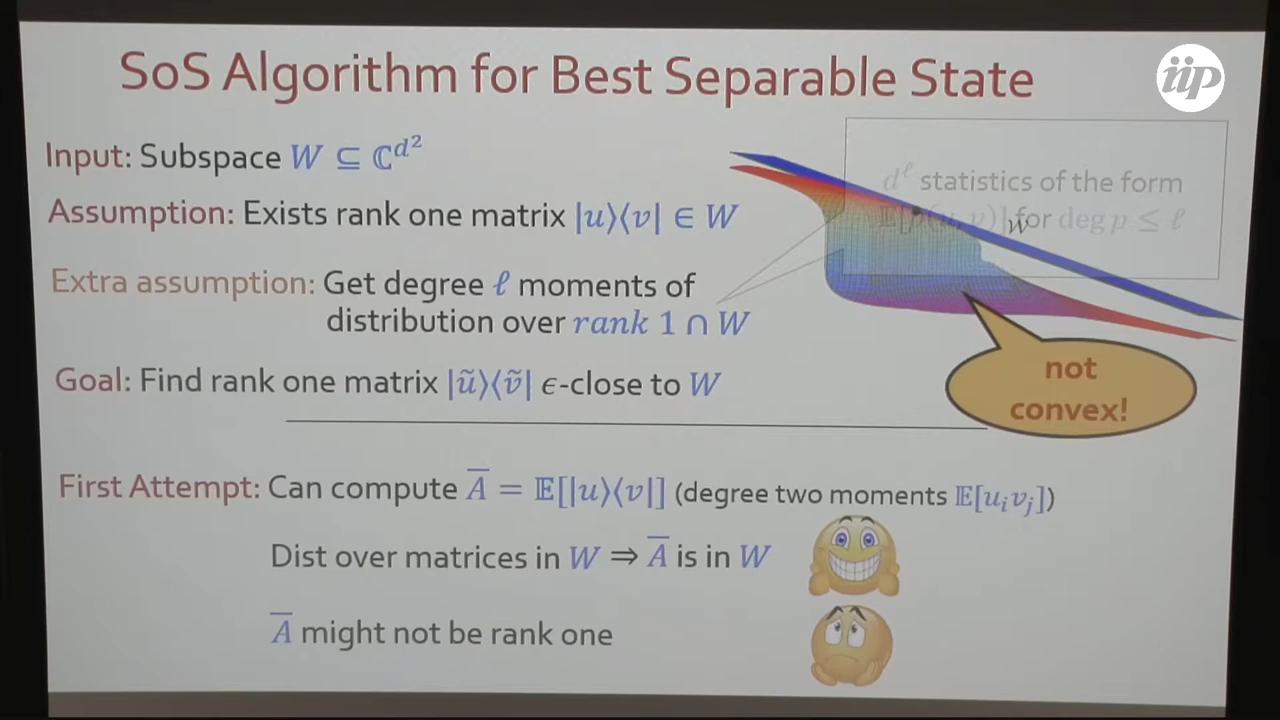 SoS Algorithm for Best Separable State
iip
Input: Subspace W ⊆ ℂ^{d^2}
d^ℓ statistics of the form
𝔼[p(u,v)] for deg p ≤ ℓ
W
Assumption: Exists rank one matrix |u⟩⟨v| ∈ W
Extra assumption: Get degree ℓ moments of
distribution over rank 1 ∩ W
not
convex!
Goal: Find rank one matrix |ũ⟩⟨ṽ| ϵ-close to W
First Attempt: Can compute A̅ = 𝔼[|u⟩⟨v|] (degree two moments 𝔼[u_i v_j])
Dist over matrices in W ⇒ A̅ is in W
A̅ might not be rank one